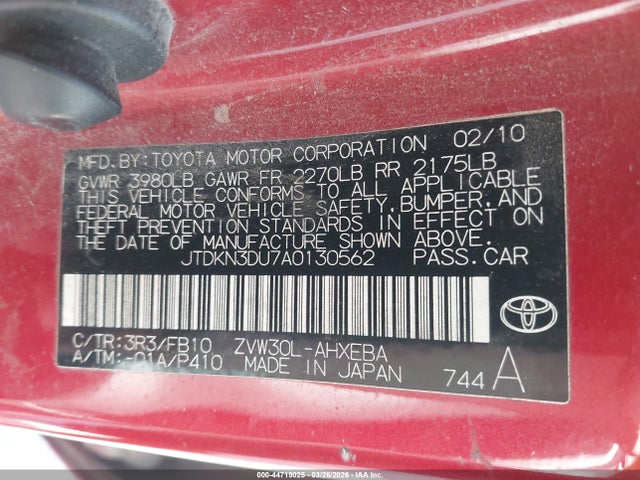 MFD.BY:TOYOTA MOTOR CORPORATION 02/10
GVWR 3980LB GAWR FR 2270LB RR 2175LB
THIS VEHICLE CONFORMS TO ALL APPLICABLE
FEDERAL MOTOR VEHICLE SAFETY,BUMPER,AND
THEFT PREVENTION STANDARDS IN EFFECT ON
THE DATE OF MANUFACTURE SHOWN ABOVE.
JTDKN3DU7A0130562 PASS.CAR
C/TR:3R3/FB10 ZVW30L-AHXEBA
A/TM:-01A/P410 MADE IN JAPAN 744 A
000-44719025 - 03/26/2026 - IAA Inc.